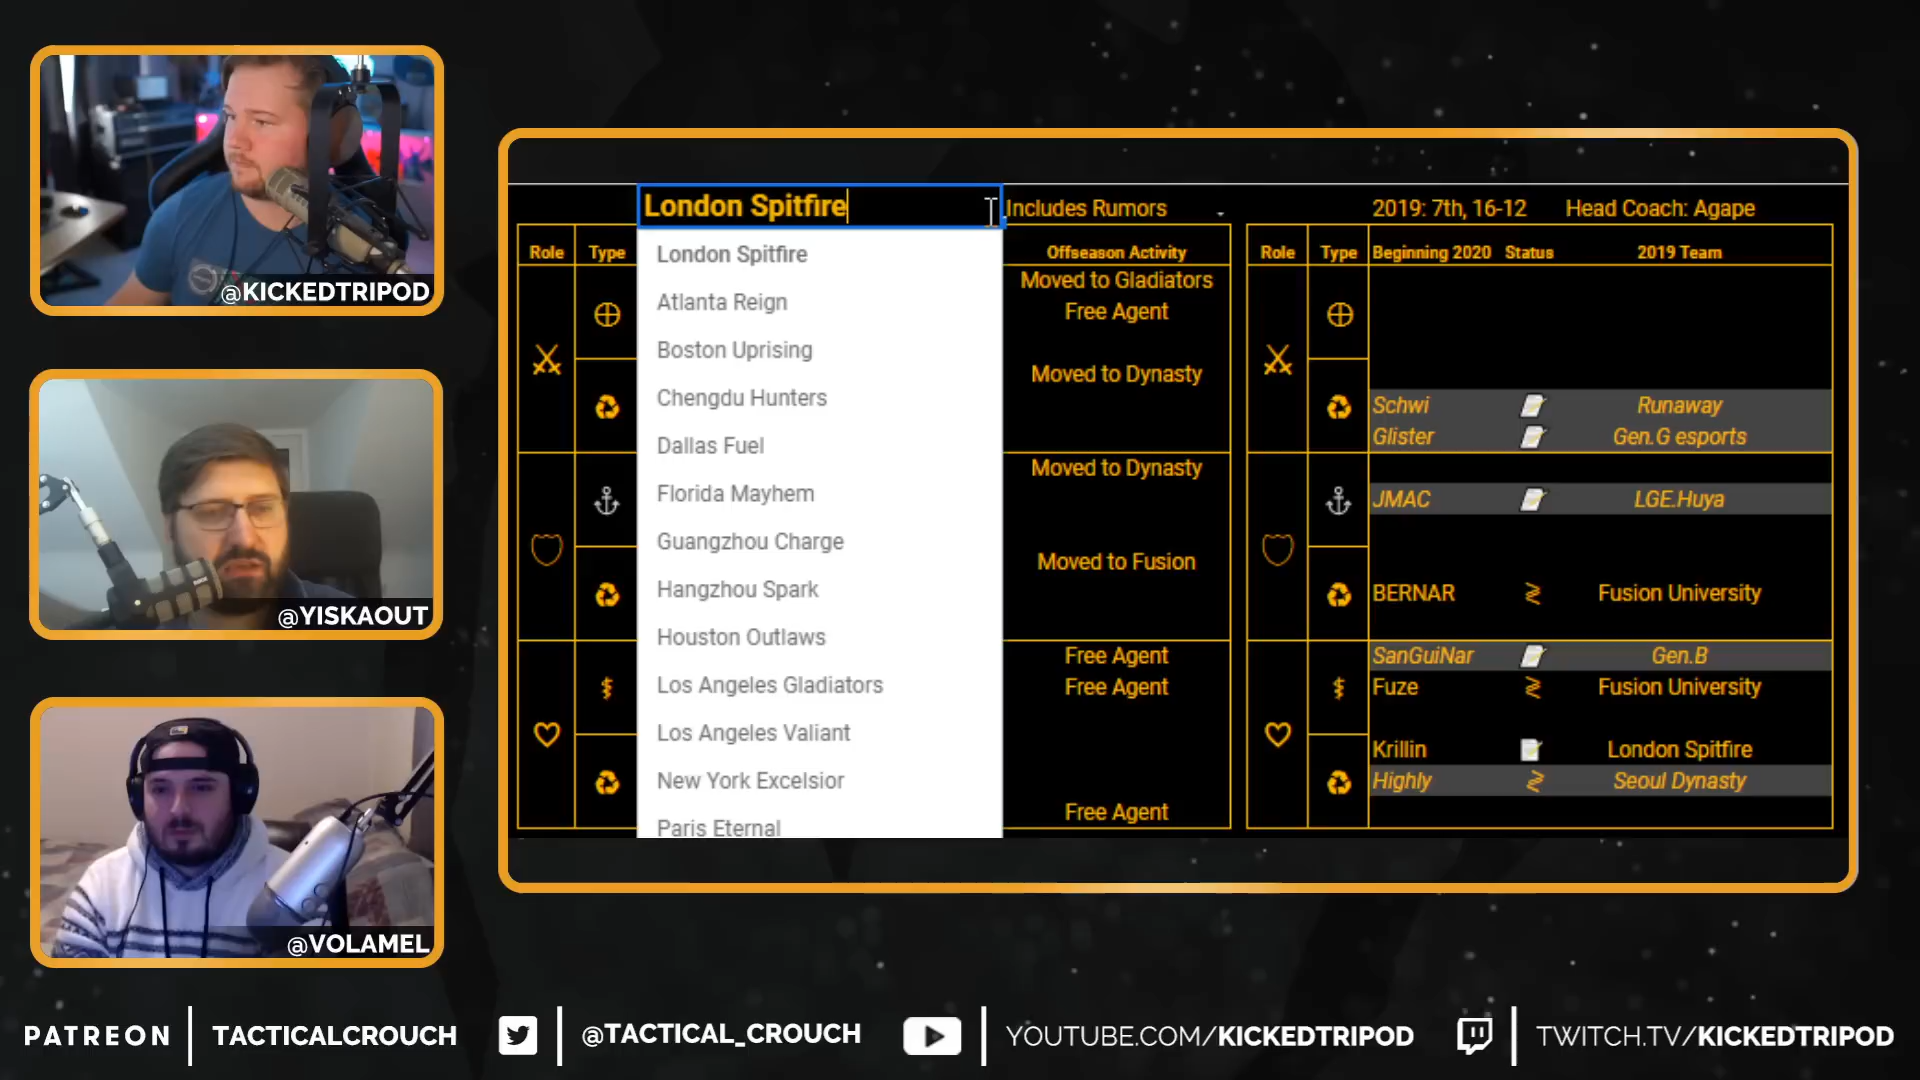 @KICKEDTRIPOD
@YISKAOUT
@VOLAMEL
London Spitfire
Includes Rumors
2019: 7th, 16-12
Head Coach: Agape
Role
Type
Offseason Activity
Role
Type
Beginning 2020
Status
2019 Team
London Spitfire
Atlanta Reign
Boston Uprising
Chengdu Hunters
Dallas Fuel
Florida Mayhem
Guangzhou Charge
Hangzhou Spark
Houston Outlaws
Los Angeles Gladiators
Los Angeles Valiant
New York Excelsior
Paris Eternal
Moved to Gladiators
Free Agent
Moved to Dynasty
Moved to Dynasty
Moved to Fusion
Free Agent
Free Agent
Free Agent
Schwi Runaway
Glister Gen.G esports
JMAC LGE.Huya
BERNAR Fusion University
SanGuiNar Gen.B
Fuze Fusion University
Krillin London Spitfire
Highly Seoul Dynasty
PATREON
TACTICALCROUCH
@TACTICAL_CROUCH
YOUTUBE.COM/KICKEDTRIPOD
TWITCH.TV/KICKEDTRIPOD